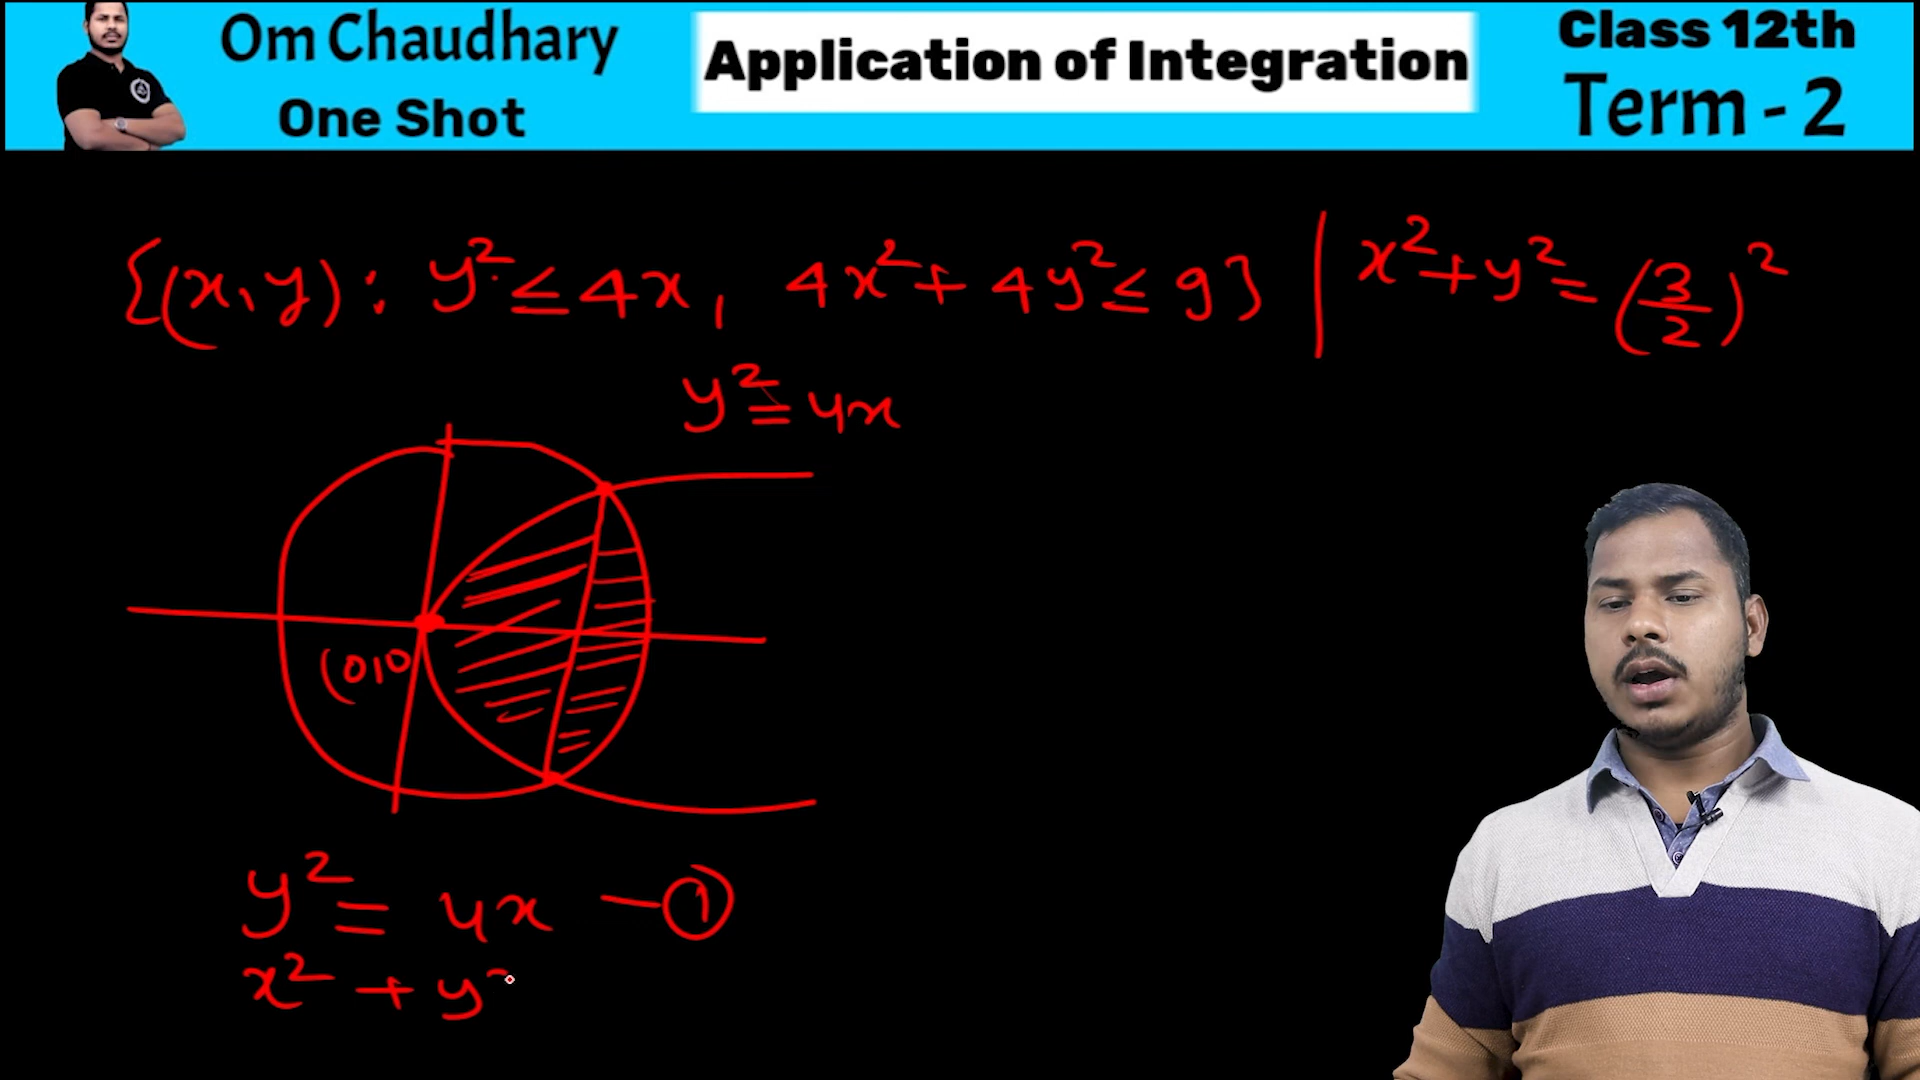 Om Chaudhary
One Shot
Application of Integration
Class 12th
Term - 2
{(x,y) : y² ≤ 4x, 4x² + 4y² ≤ 9} | x² + y² = (3/2)²
y² = 4x
(0,0
y² = 4x — ①
x² + y²